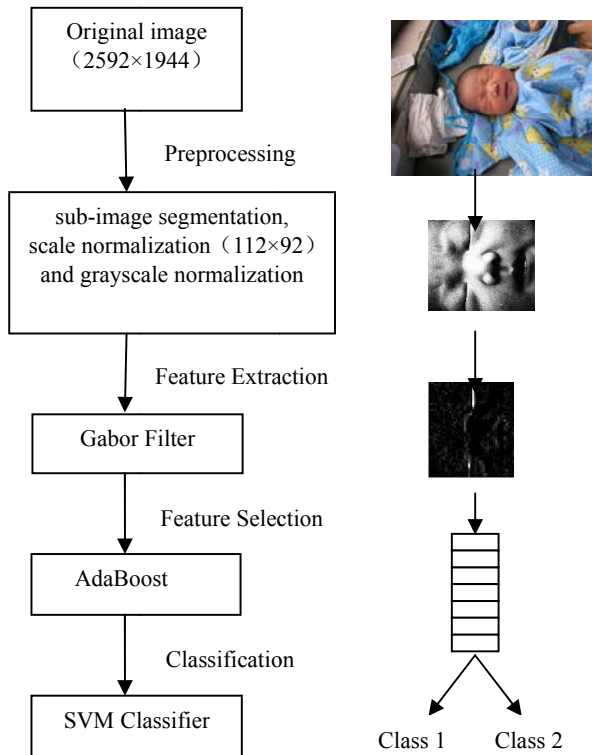 Original image
（2592×1944）
Preprocessing
sub-image segmentation,
scale normalization（112×92）
and grayscale normalization
Feature Extraction
Gabor Filter
Feature Selection
AdaBoost
Classification
SVM Classifier
Class 1
Class 2